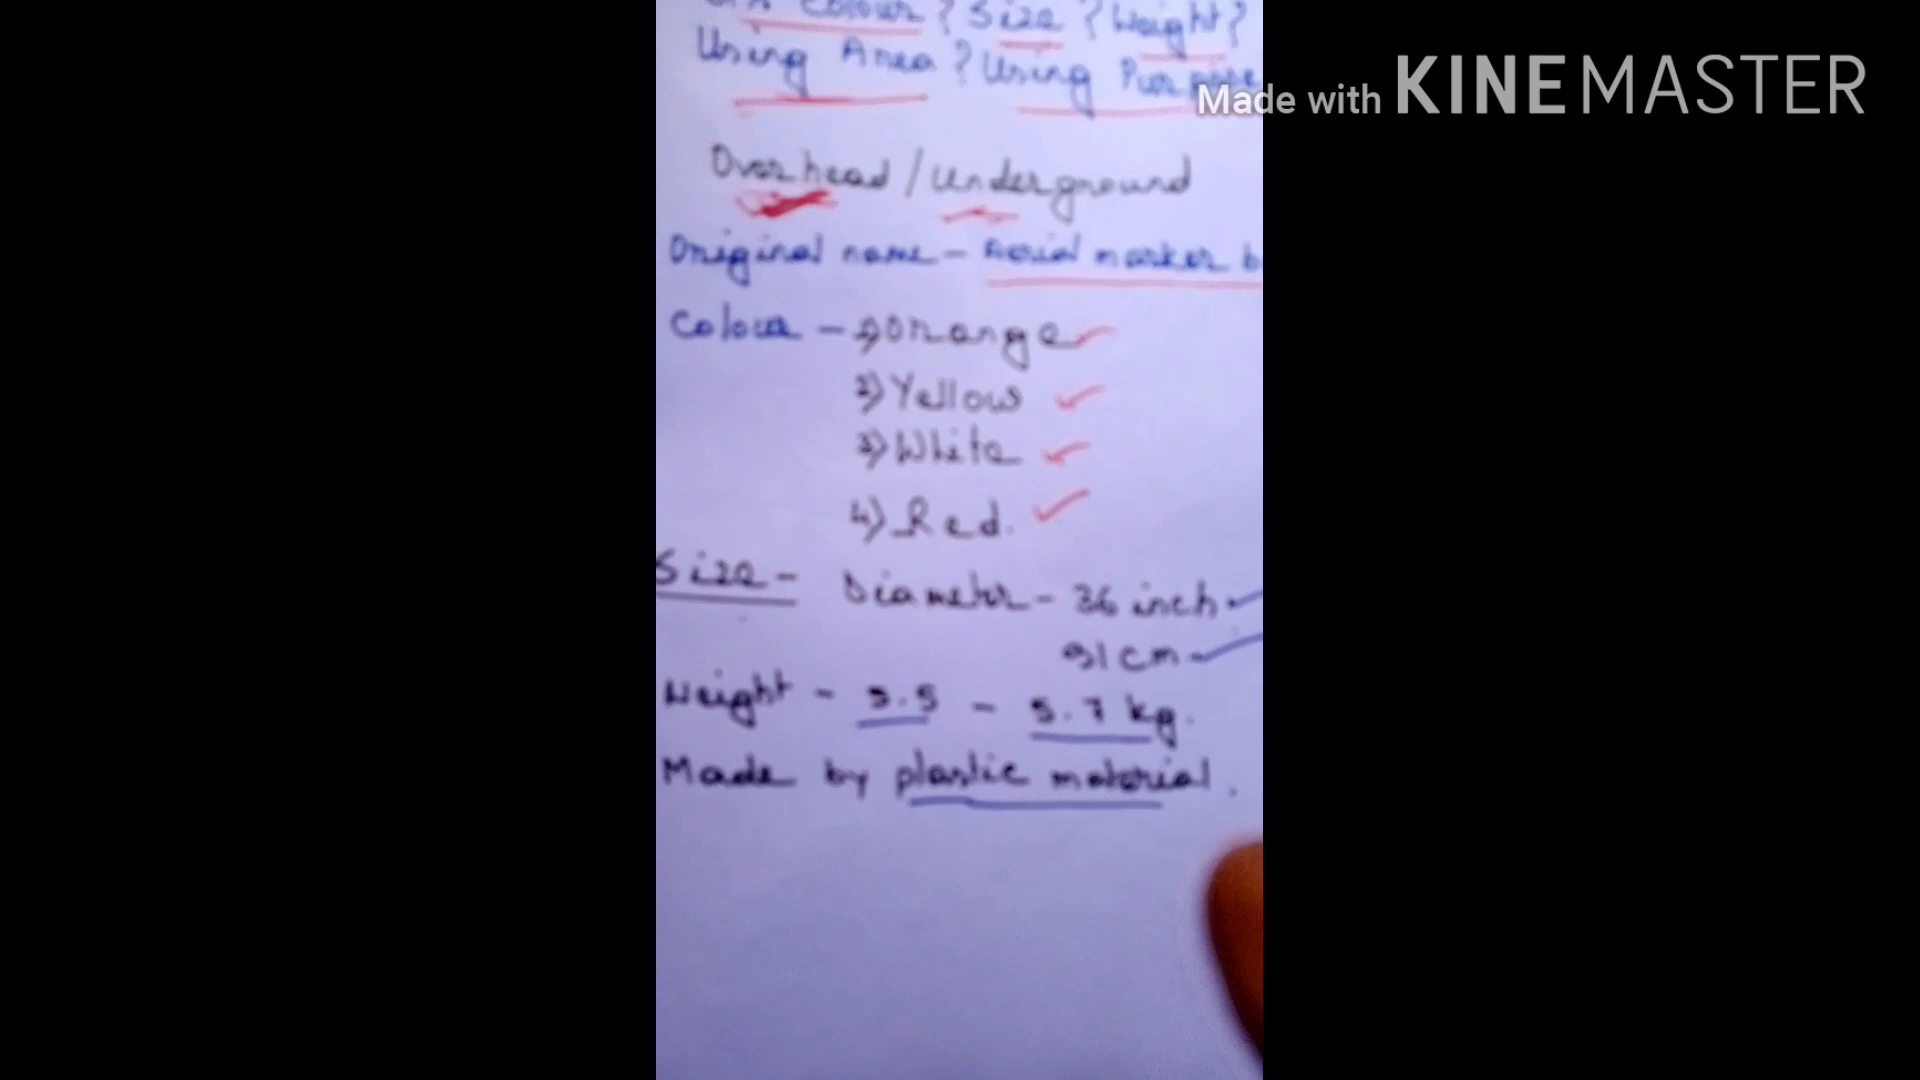 Colour? Size? Weight?
Using Area? Using Purpose
Made with KINEMASTER
Overhead/Underground
Original name - Aerial marker b
Colour - 1) Orange
2) Yellow
3) White
4) Red.
Size - Diameter - 36 inch
91 cm
Weight - 5.5 - 5.7 kg.
Made by plastic material.